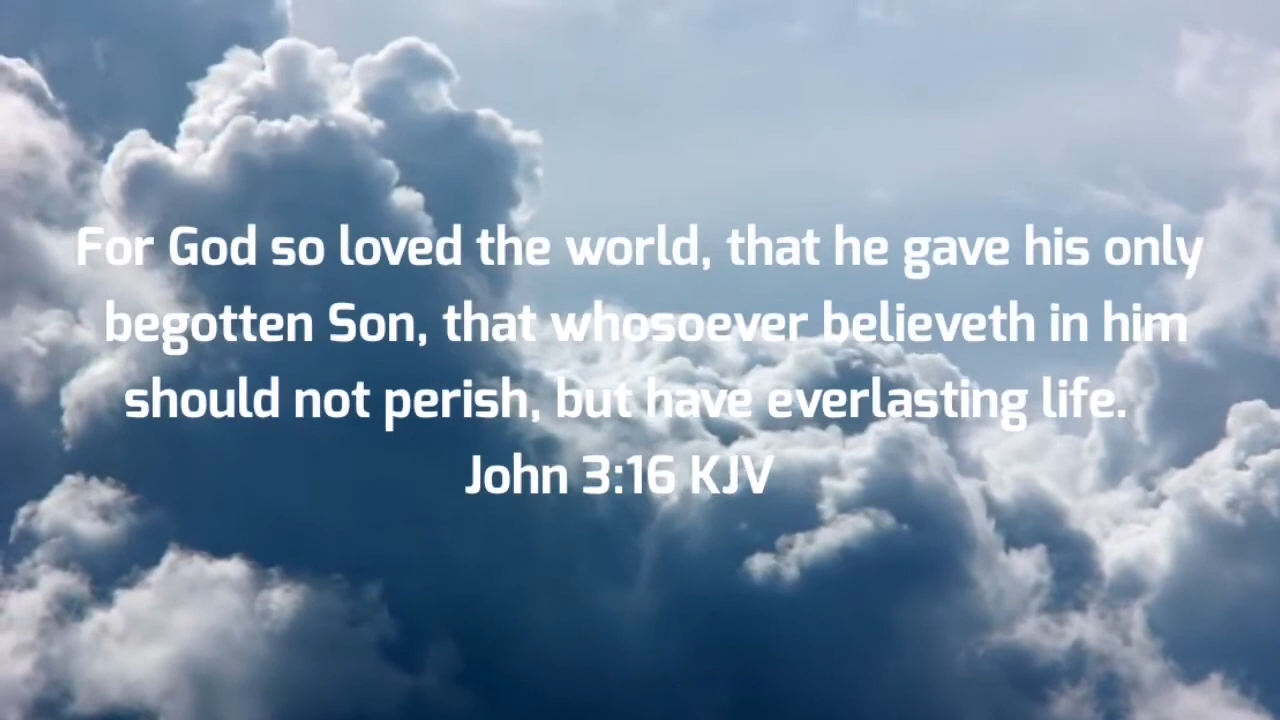 For God so loved the world, that he gave his only
begotten Son, that whosoever believeth in him
should not perish, but have everlasting life.
John 3:16 KJV